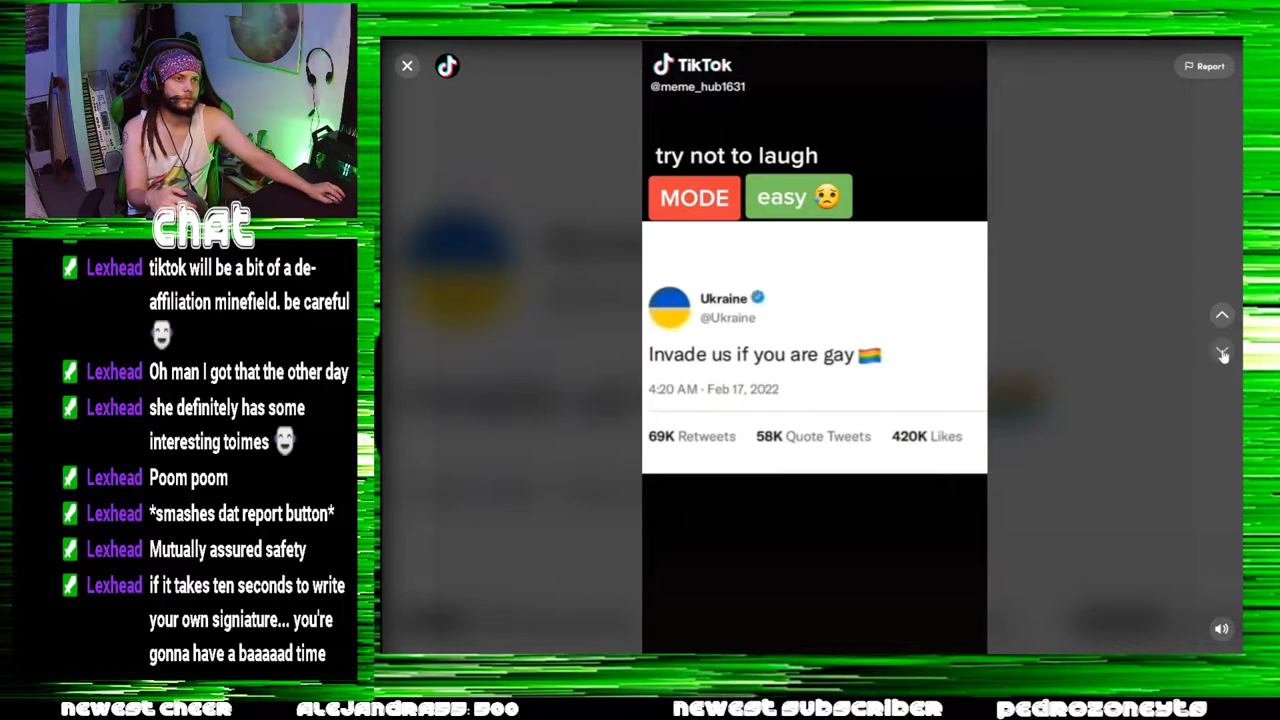 chat
Lexhead tiktok will be a bit of a de-
affiliation minefield. be careful
Lexhead Oh man I got that the other day
Lexhead she definitely has some
interesting toimes
Lexhead Poom poom
Lexhead *smashes dat report button*
Lexhead Mutually assured safety
Lexhead if it takes ten seconds to write
your own signiature... you're
gonna have a baaaaad time
TikTok
@meme_hub1631
Report
try not to laugh
MODE easy 😥
Ukraine
@Ukraine
Invade us if you are gay 🏳️‍🌈
4:20 AM · Feb 17, 2022
69K Retweets 58K Quote Tweets 420K Likes
newest cheer alejandra55: 500 newest subscriber pedrozoneyts